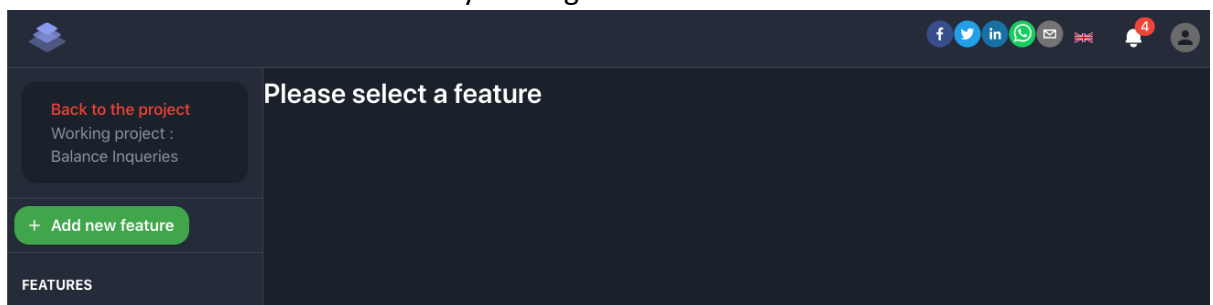 4
Back to the project
Working project :
Balance Inqueries
Please select a feature
+ Add new feature
FEATURES